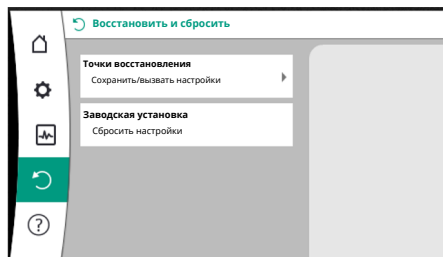 Восстановить и сбросить
Точки восстановления
Сохранить/вызвать настройки
Заводская установка
Сбросить настройки
?